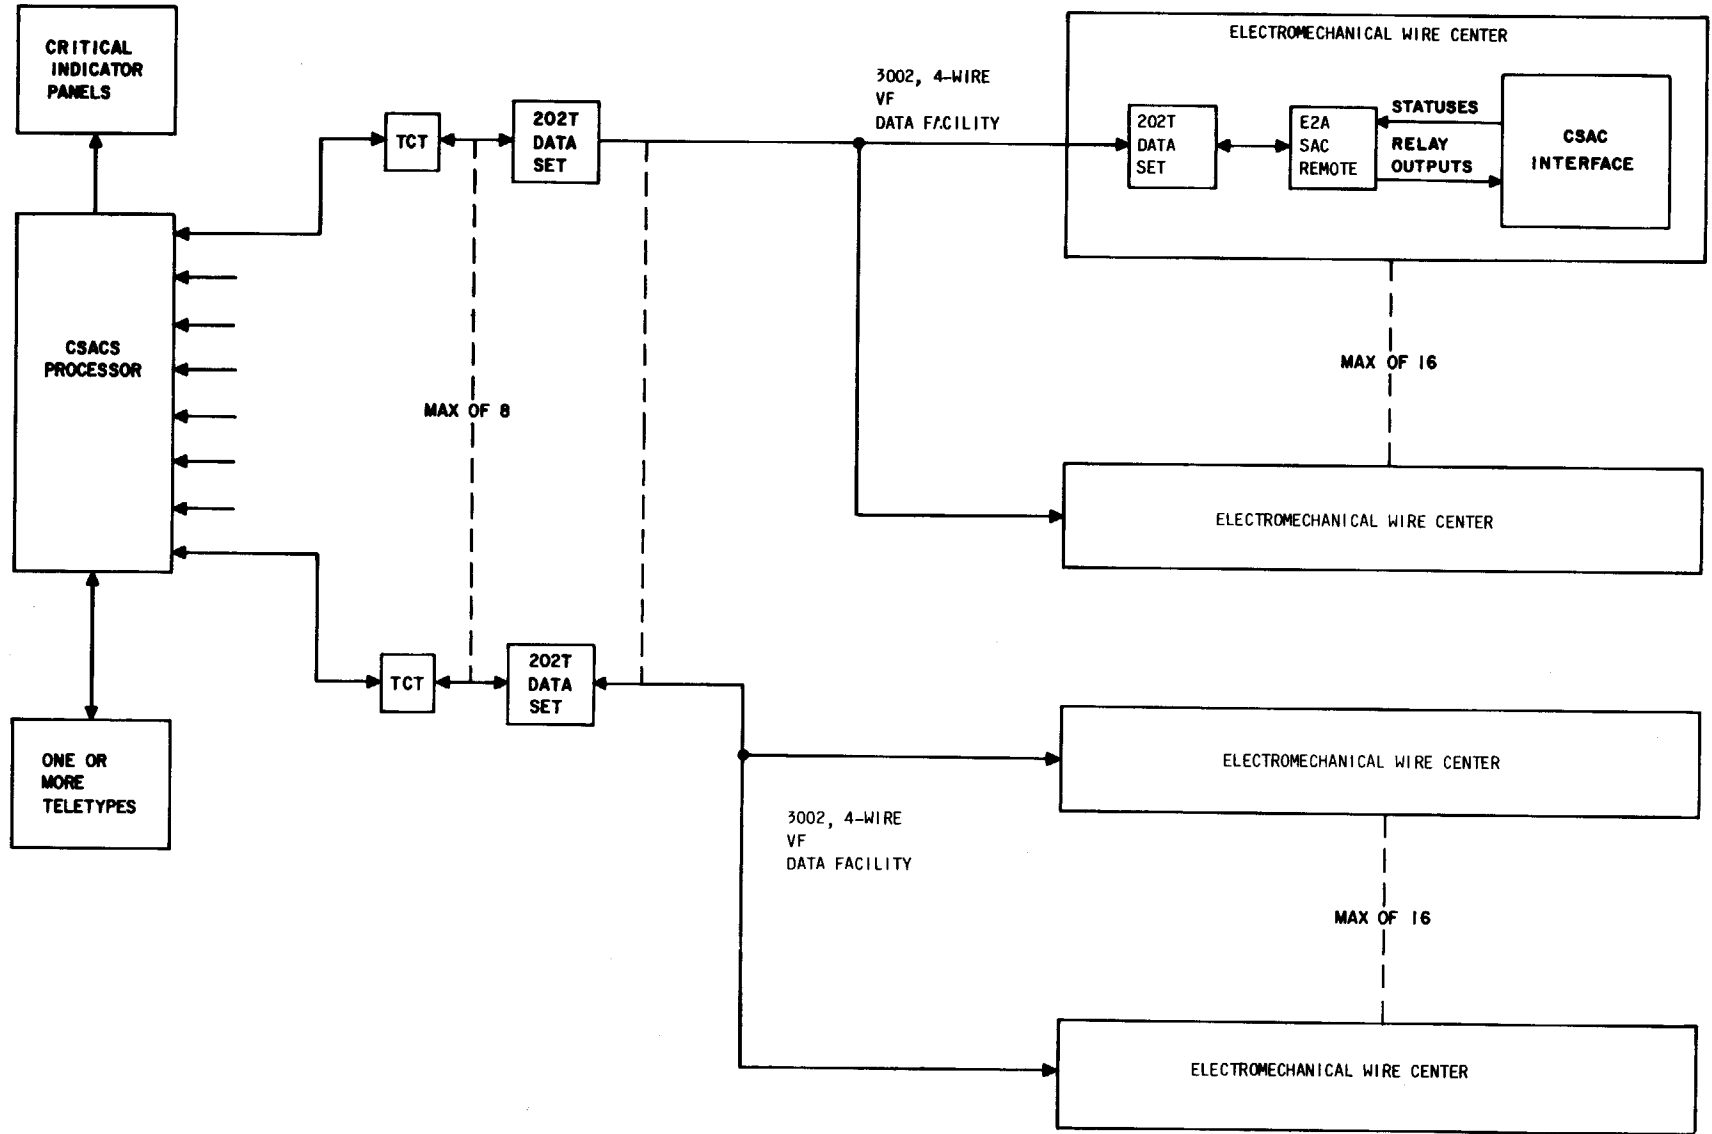 CRITICAL
INDICATOR
PANELS
CSACS
PROCESSOR
ONE OR
MORE
TELETYPES
TCT
202T
DATA
SET
MAX OF 8
TCT
202T
DATA
SET
3002, 4-WIRE
VF
DATA FACILITY
ELECTROMECHANICAL WIRE CENTER
202T
DATA
SET
E2A
SAC
REMOTE
STATUSES
RELAY
OUTPUTS
CSAC
INTERFACE
MAX OF 16
ELECTROMECHANICAL WIRE CENTER
3002, 4-WIRE
VF
DATA FACILITY
ELECTROMECHANICAL WIRE CENTER
MAX OF 16
ELECTROMECHANICAL WIRE CENTER